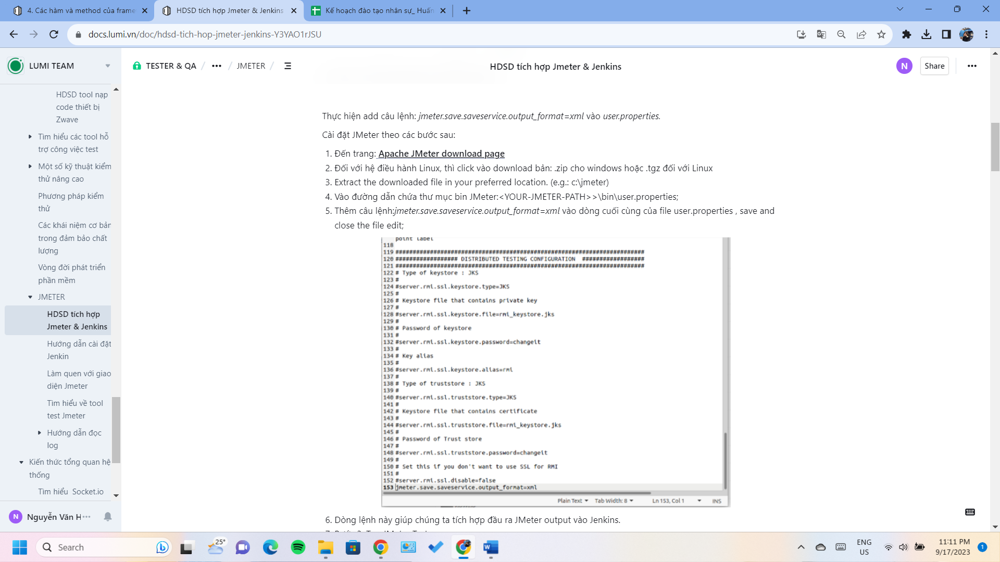 4. Các hàm và method của frame
HDSD tích hợp Jmeter & Jenkins
Kế hoạch đào tạo nhân sự_ Huấn
docs.lumi.vn/doc/hdsd-tich-hop-jmeter-jenkins-Y3YAO1rJSU
LUMI TEAM
TESTER & QA / ••• / JMETER /
HDSD tích hợp Jmeter & Jenkins
N
Share
HDSD tool nạp
code thiết bị
Zwave
Tìm hiểu các tool hỗ
trợ công việc test
Một số kỹ thuật kiểm
thử nâng cao
Phương pháp kiểm
thử
Các khái niệm cơ bản
trong đảm bảo chất
lượng
Vòng đời phát triển
phần mềm
JMETER
HDSD tích hợp
Jmeter & Jenkins
Hướng dẫn cài đặt
Jenkin
Làm quen với giao
diện Jmeter
Tìm hiểu về tool
test Jmeter
Hướng dẫn đọc
log
Kiến thức tổng quan hệ
thống
Tìm hiểu Socket.io
N
Nguyễn Văn H
Thực hiện add câu lệnh: jmeter.save.saveservice.output_format=xml vào user.properties.
Cài đặt JMeter theo các bước sau:
1. Đến trang: Apache JMeter download page
2. Đối với hệ điều hành Linux, thì click vào download bản: .zip cho windows hoặc .tgz đối với Linux
3. Extract the downloaded file in your preferred location. (e.g.: c:\jmeter)
4. Vào đường dẫn chứa thư mục bin JMeter:<YOUR-JMETER-PATH>>\bin\user.properties;
5. Thêm câu lệnh:jmeter.save.saveservice.output_format=xml vào dòng cuối cùng của file user.properties , save and
close the file edit;
point label
118
119 ########################################################################
120 ################## DISTRIBUTED TESTING CONFIGURATION ##################
121 ########################################################################
122 # Type of keystore : JKS
123 #
124 #server.rmi.ssl.keystore.type=JKS
125 #
126 # Keystore file that contains private key
127 #
128 #server.rmi.ssl.keystore.file=rmi_keystore.jks
129 #
130 # Password of keystore
131 #
132 #server.rmi.ssl.keystore.password=changeit
133 #
134 # Key alias
135 #
136 #server.rmi.ssl.keystore.alias=rmi
137 #
138 # Type of truststore : JKS
139 #
140 #server.rmi.ssl.truststore.type=JKS
141 #
142 # Keystore file that contains certificate
143 #
144 #server.rmi.ssl.truststore.file=rmi_keystore.jks
145 #
146 # Password of Trust store
147 #
148 #server.rmi.ssl.truststore.password=changeit
149 #
150 # Set this if you don't want to use SSL for RMI
151 #
152 #server.rmi.ssl.disable=false
153 jmeter.save.saveservice.output_format=xml
Plain Text Tab Width: 8 Ln 153, Col 1 INS
6. Dòng lệnh này giúp chúng ta tích hợp đầu ra JMeter output vào Jenkins.
Search
25°
ENG
US
11:11 PM
9/17/2023
1